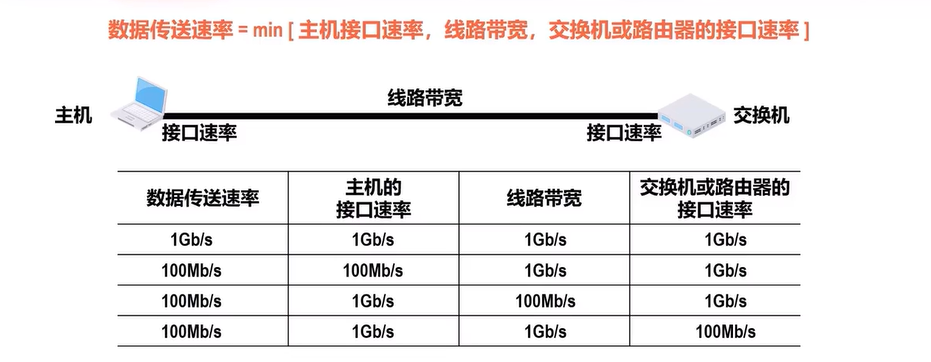 数据传送速率 = min [ 主机接口速率，线路带宽，交换机或路由器的接口速率 ]
线路带宽
主机
交换机
接口速率
接口速率
数据传送速率 主机的接口速率 线路带宽 交换机或路由器的接口速率
1Gb/s 1Gb/s 1Gb/s 1Gb/s
100Mb/s 100Mb/s 1Gb/s 1Gb/s
100Mb/s 1Gb/s 100Mb/s 1Gb/s
100Mb/s 1Gb/s 1Gb/s 100Mb/s